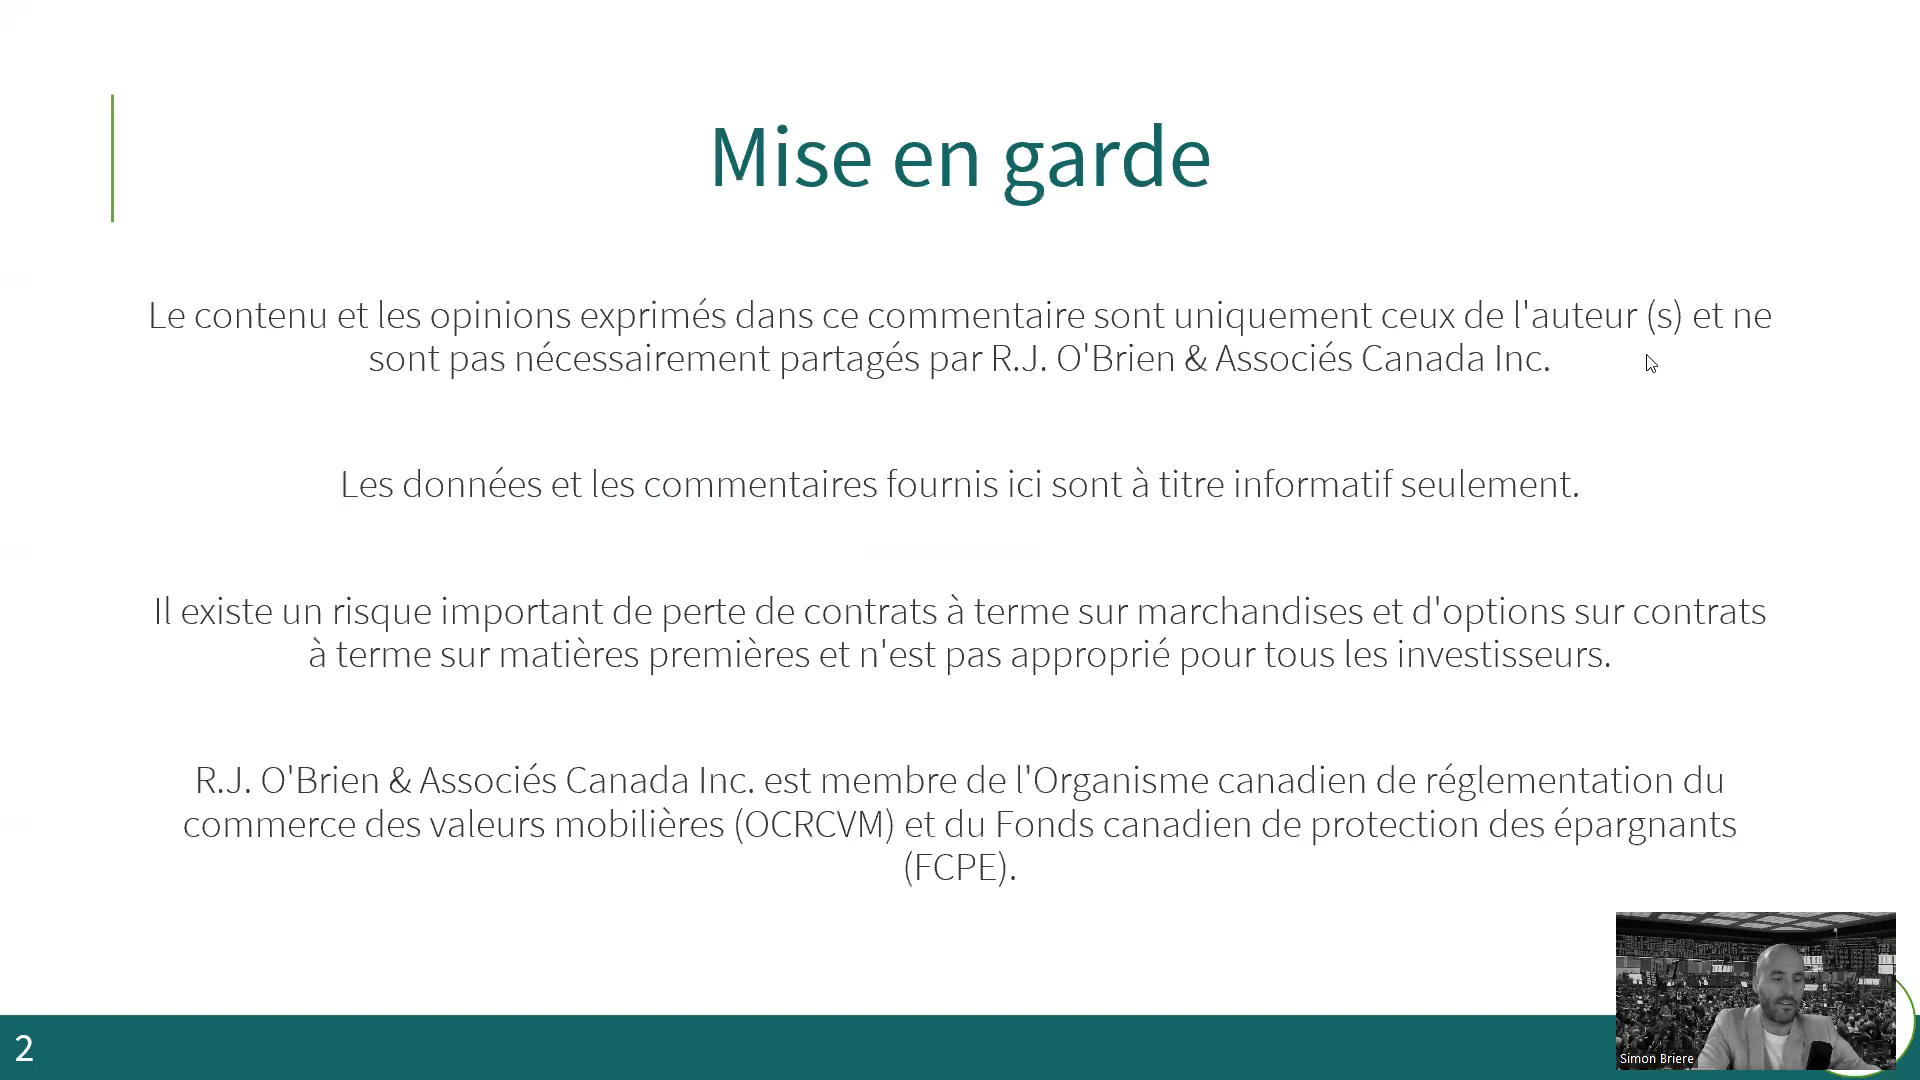 Mise en garde
Le contenu et les opinions exprimés dans ce commentaire sont uniquement ceux de l'auteur (s) et ne
sont pas nécessairement partagés par R.J. O'Brien & Associés Canada Inc.
Les données et les commentaires fournis ici sont à titre informatif seulement.
Il existe un risque important de perte de contrats à terme sur marchandises et d'options sur contrats
à terme sur matières premières et n'est pas approprié pour tous les investisseurs.
R.J. O'Brien & Associés Canada Inc. est membre de l'Organisme canadien de réglementation du
commerce des valeurs mobilières (OCRCVM) et du Fonds canadien de protection des épargnants
(FCPE).
2
Simon Briere